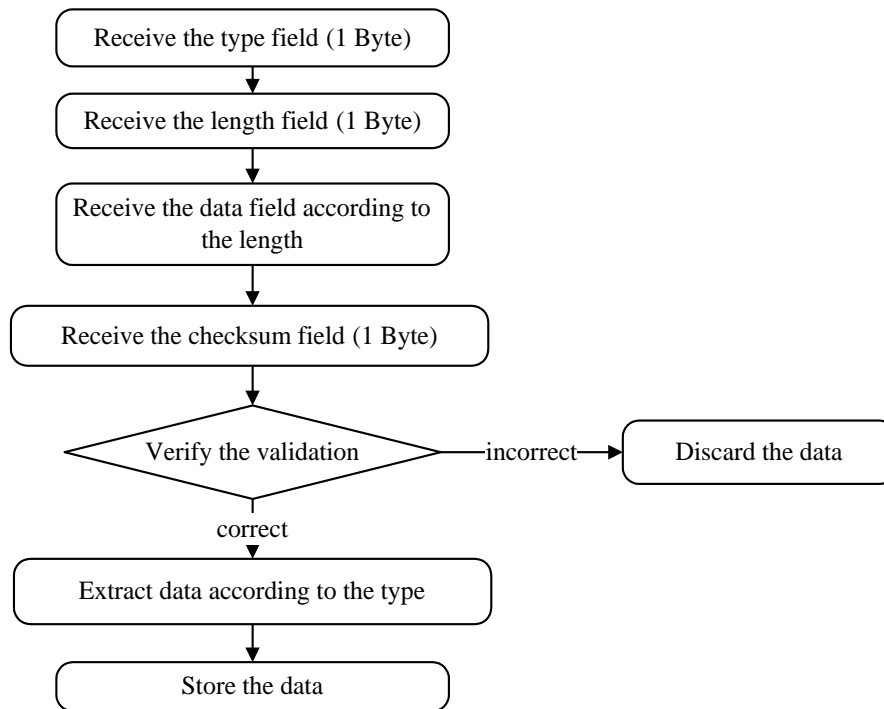 Receive the type field (1 Byte)
Receive the length field (1 Byte)
Receive the data field according to
the length
Receive the checksum field (1 Byte)
Verify the validation
incorrect
Discard the data
correct
Extract data according to the type
Store the data